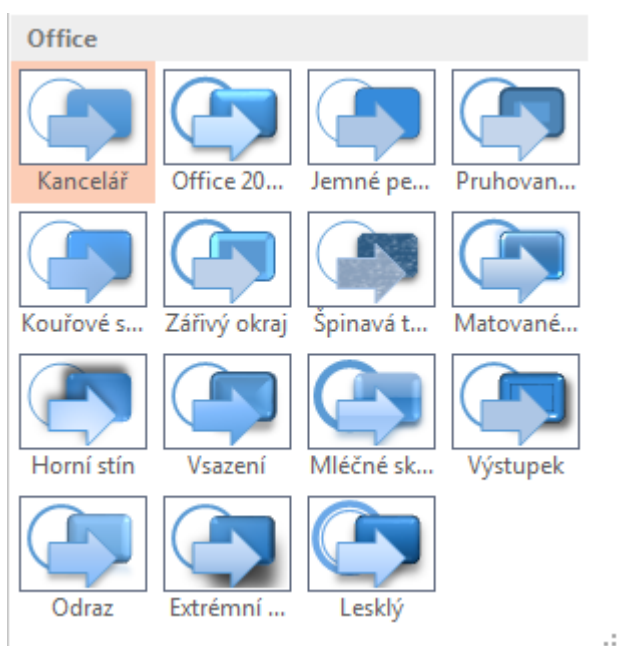 Office
Kancelář
Office 20...
Jemné pe...
Pruhovan...
Kouřové s...
Zářivý okraj
Špinavá t...
Matované...
Horní stín
Vsazení
Mléčné sk...
Výstupek
Odraz
Extrémní ...
Lesklý